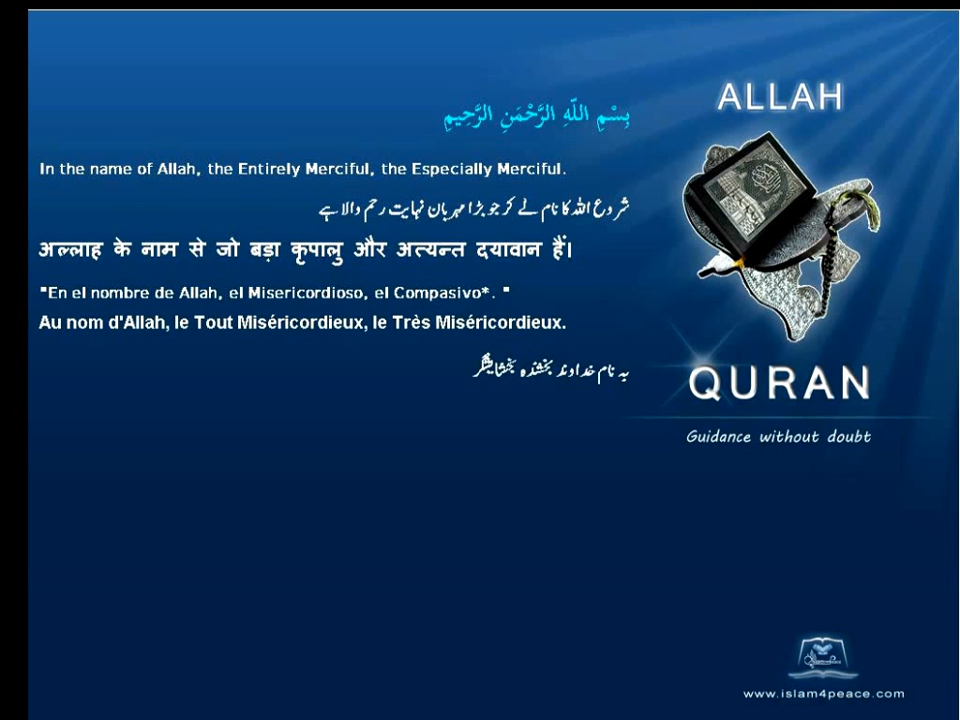 بِسْمِ اللَّهِ الرَّحْمَنِ الرَّحِيمِ
In the name of Allah, the Entirely Merciful, the Especially Merciful.
شروع الله کا نام لے کر جو بڑا مہربان نہایت رحم والا ہے
अल्लाह के नाम से जो बड़ा कृपालु और अत्यन्त दयावान हैं।
"En el nombre de Allah, el Misericordioso, el Compasivo*. "
Au nom d'Allah, le Tout Miséricordieux, le Très Miséricordieux.
به نام خداوند بخشنده بخشایشگر
ALLAH
QURAN
Guidance without doubt
www.islam4peace.com